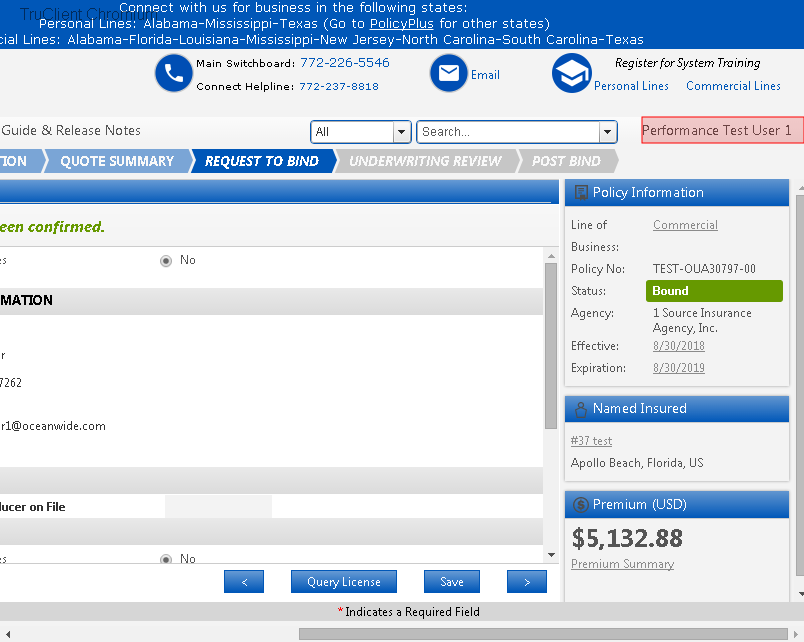 TruClient Chromium
Connect with us for business in the following states:
Personal Lines: Alabama-Mississippi-Texas (Go to PolicyPlus for other states)
cial Lines: Alabama-Florida-Louisiana-Mississippi-New Jersey-North Carolina-South Carolina-Texas
Main Switchboard: 772-226-5546
Connect Helpline: 772-237-8818
Email
Register for System Training
Personal Lines Commercial Lines
Guide & Release Notes
All
Search...
Performance Test User 1
ION
QUOTE SUMMARY
REQUEST TO BIND
UNDERWRITING REVIEW
POST BIND
een confirmed.
es
No
MATION
r
7262
r1@oceanwide.com
ducer on File
es
No
<
Query License
Save
>
* Indicates a Required Field
Policy Information
Line of Business: Commercial
Policy No: TEST-OUA30797-00
Status: Bound
Agency: 1 Source Insurance
Agency, Inc.
Effective: 8/30/2018
Expiration: 8/30/2019
Named Insured
#37 test
Apollo Beach, Florida, US
Premium (USD)
$5,132.88
Premium Summary